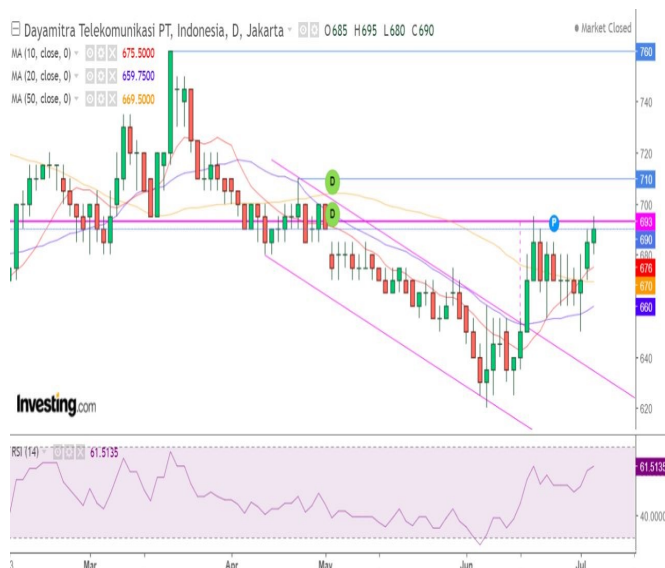 Dayamitra Telekomunikasi PT, Indonesia, D, Jakarta O685 H695 L680 C690
Market Closed
MA (10, close, 0) 675.5000
MA (20, close, 0) 659.7500
MA (50, close, 0) 669.5000
760
740
720
710
700
693
690
680
676
670
660
640
620
D
D
P
Investing.com
RSI (14) 61.5135
61.5135
40.0000
3 Mar Apr May Jun Jul